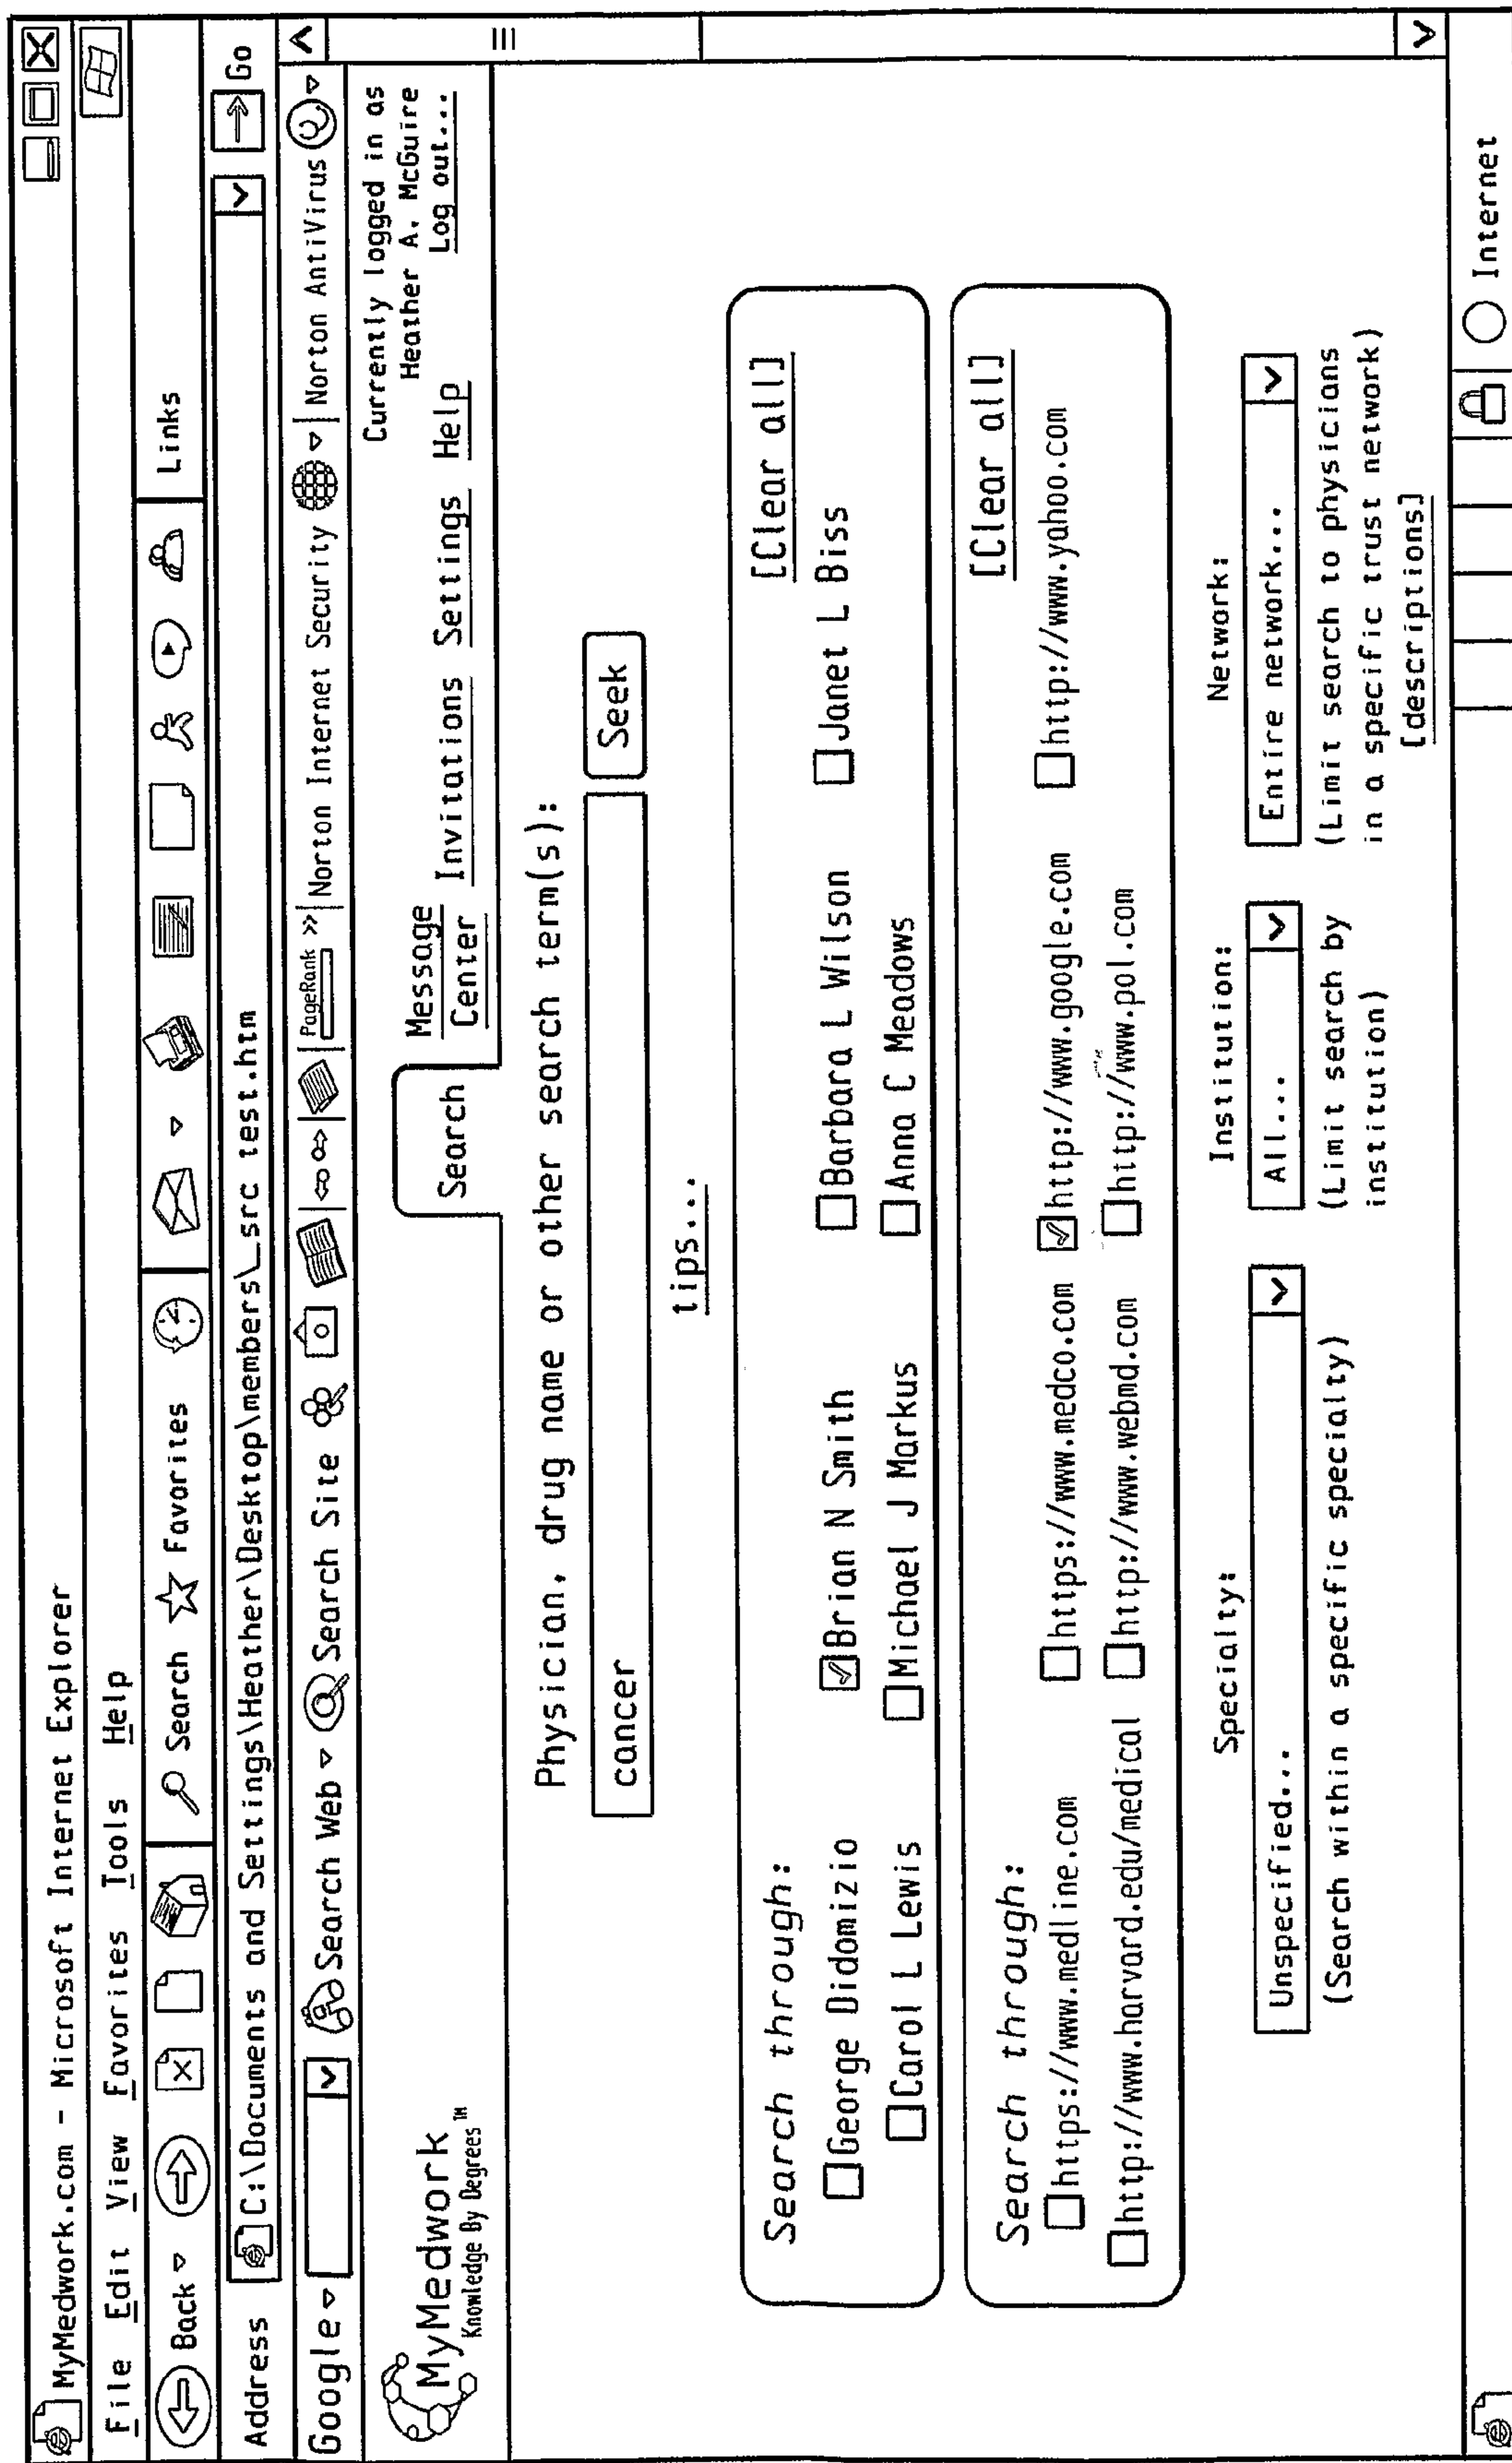 MyMedwork.com - Microsoft Internet Explorer
File Edit View Favorites Tools Help
Back Search Favorites Links
Address C:\Documents and Settings\Heather\Desktop\members\_src test.htm Go
Google Search Web Search Site PageRank >> Norton Internet Security Norton AntiVirus
MyMedwork
Knowledge By Degrees™
Search
Message Center
Invitations
Settings
Help
Currently logged in as
Heather A. McGuire
Log out...
Physician, drug name or other search term(s):
cancer
Seek
tips...
Search through: [Clear all]
George Didomizio Brian N Smith Barbara L Wilson Janet L Biss
Carol L Lewis Michael J Markus Anna C Meadows
Search through: [Clear all]
https://www.medline.com https://www.medco.com http://www.google.com http://www.yahoo.com
http://www.harvard.edu/medical http://www.webmd.com http://www.pol.com
Specialty: Institution: Network:
Unspecified... All... Entire network...
(Search within a specific specialty)
(Limit search by
institution)
(Limit search to physicians
in a specific trust network)
[descriptions]
Internet